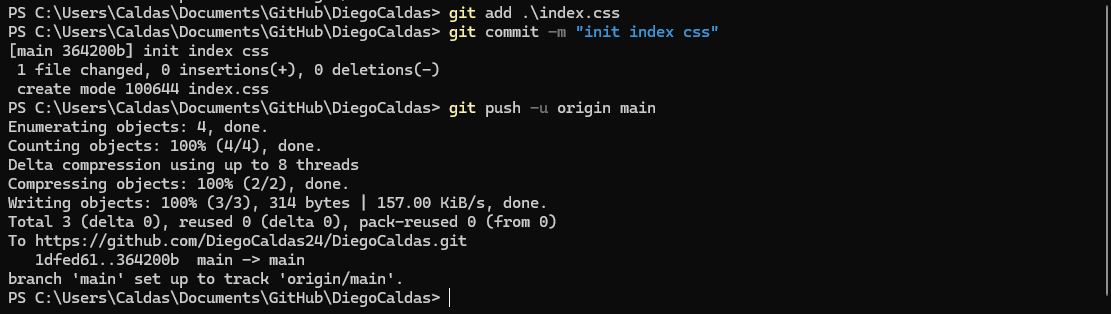 PS C:\Users\Caldas\Documents\GitHub\DiegoCaldas> git add .\index.css
PS C:\Users\Caldas\Documents\GitHub\DiegoCaldas> git commit -m "init index css"
[main 364200b] init index css
 1 file changed, 0 insertions(+), 0 deletions(-)
 create mode 100644 index.css
PS C:\Users\Caldas\Documents\GitHub\DiegoCaldas> git push -u origin main
Enumerating objects: 4, done.
Counting objects: 100% (4/4), done.
Delta compression using up to 8 threads
Compressing objects: 100% (2/2), done.
Writing objects: 100% (3/3), 314 bytes | 157.00 KiB/s, done.
Total 3 (delta 0), reused 0 (delta 0), pack-reused 0 (from 0)
To https://github.com/DiegoCaldas24/DiegoCaldas.git
   1dfed61..364200b  main -> main
branch 'main' set up to track 'origin/main'.
PS C:\Users\Caldas\Documents\GitHub\DiegoCaldas>